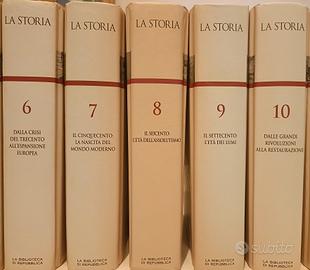 LA STORIA
6
DALLA CRISI
DEL TRECENTO
ALL'ESPANSIONE
EUROPEA
LA BIBLIOTECA
DI REPUBBLICA
LA STORIA
7
IL CINQUECENTO
LA NASCITA DEL
MONDO MODERNO
LA BIBLIOTECA
DI REPUBBLICA
LA STORIA
8
IL SEICENTO
L'ETÀ DELL'ASSOLUTISMO
LA BIBLIOTECA
DI REPUBBLICA
LA STORIA
9
IL SETTECENTO
L'ETÀ DEI LUMI
LA BIBLIOTECA
DI REPUBBLICA
LA STORIA
10
DALLE GRANDI
RIVOLUZIONI
ALLA RESTAURAZIONE
LA BIBLIOTECA
DI REPUBBLICA
subito